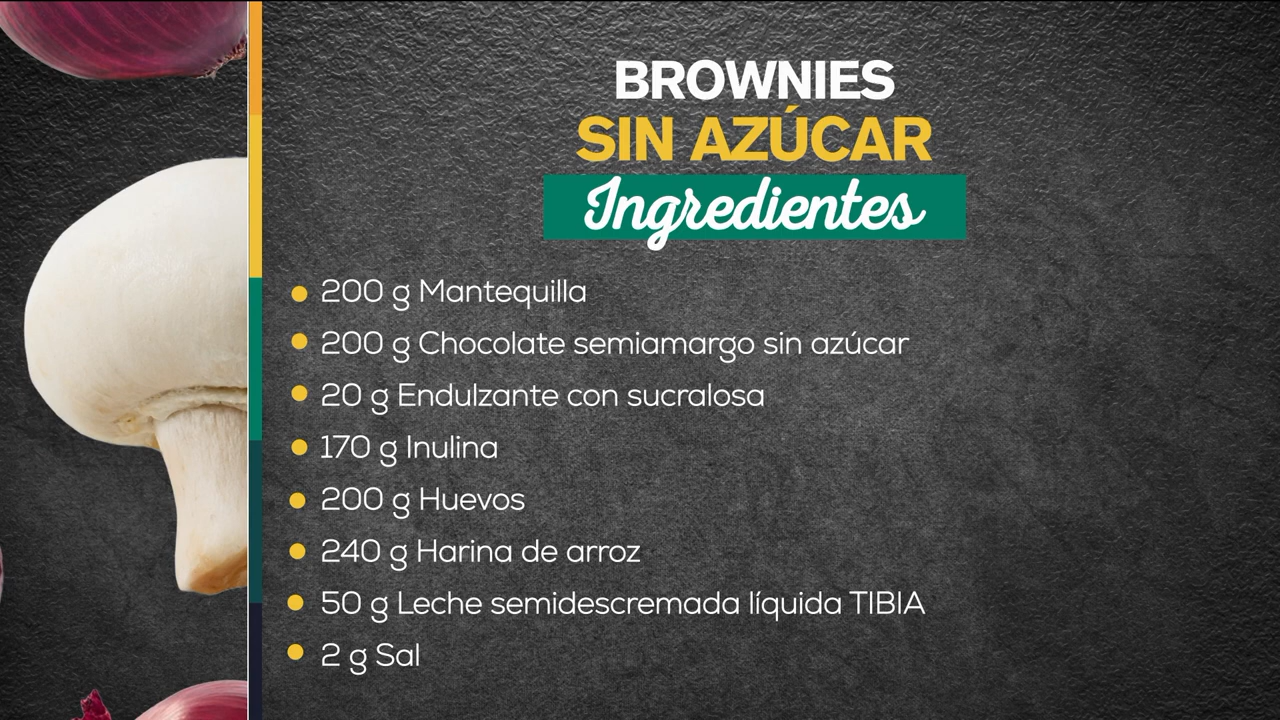 BROWNIES
SIN AZÚCAR
Ingredientes
200 g Mantequilla
200 g Chocolate semiamargo sin azúcar
20 g Endulzante con sucralosa
170 g Inulina
200 g Huevos
240 g Harina de arroz
50 g Leche semidescremada líquida TIBIA
2 g Sal